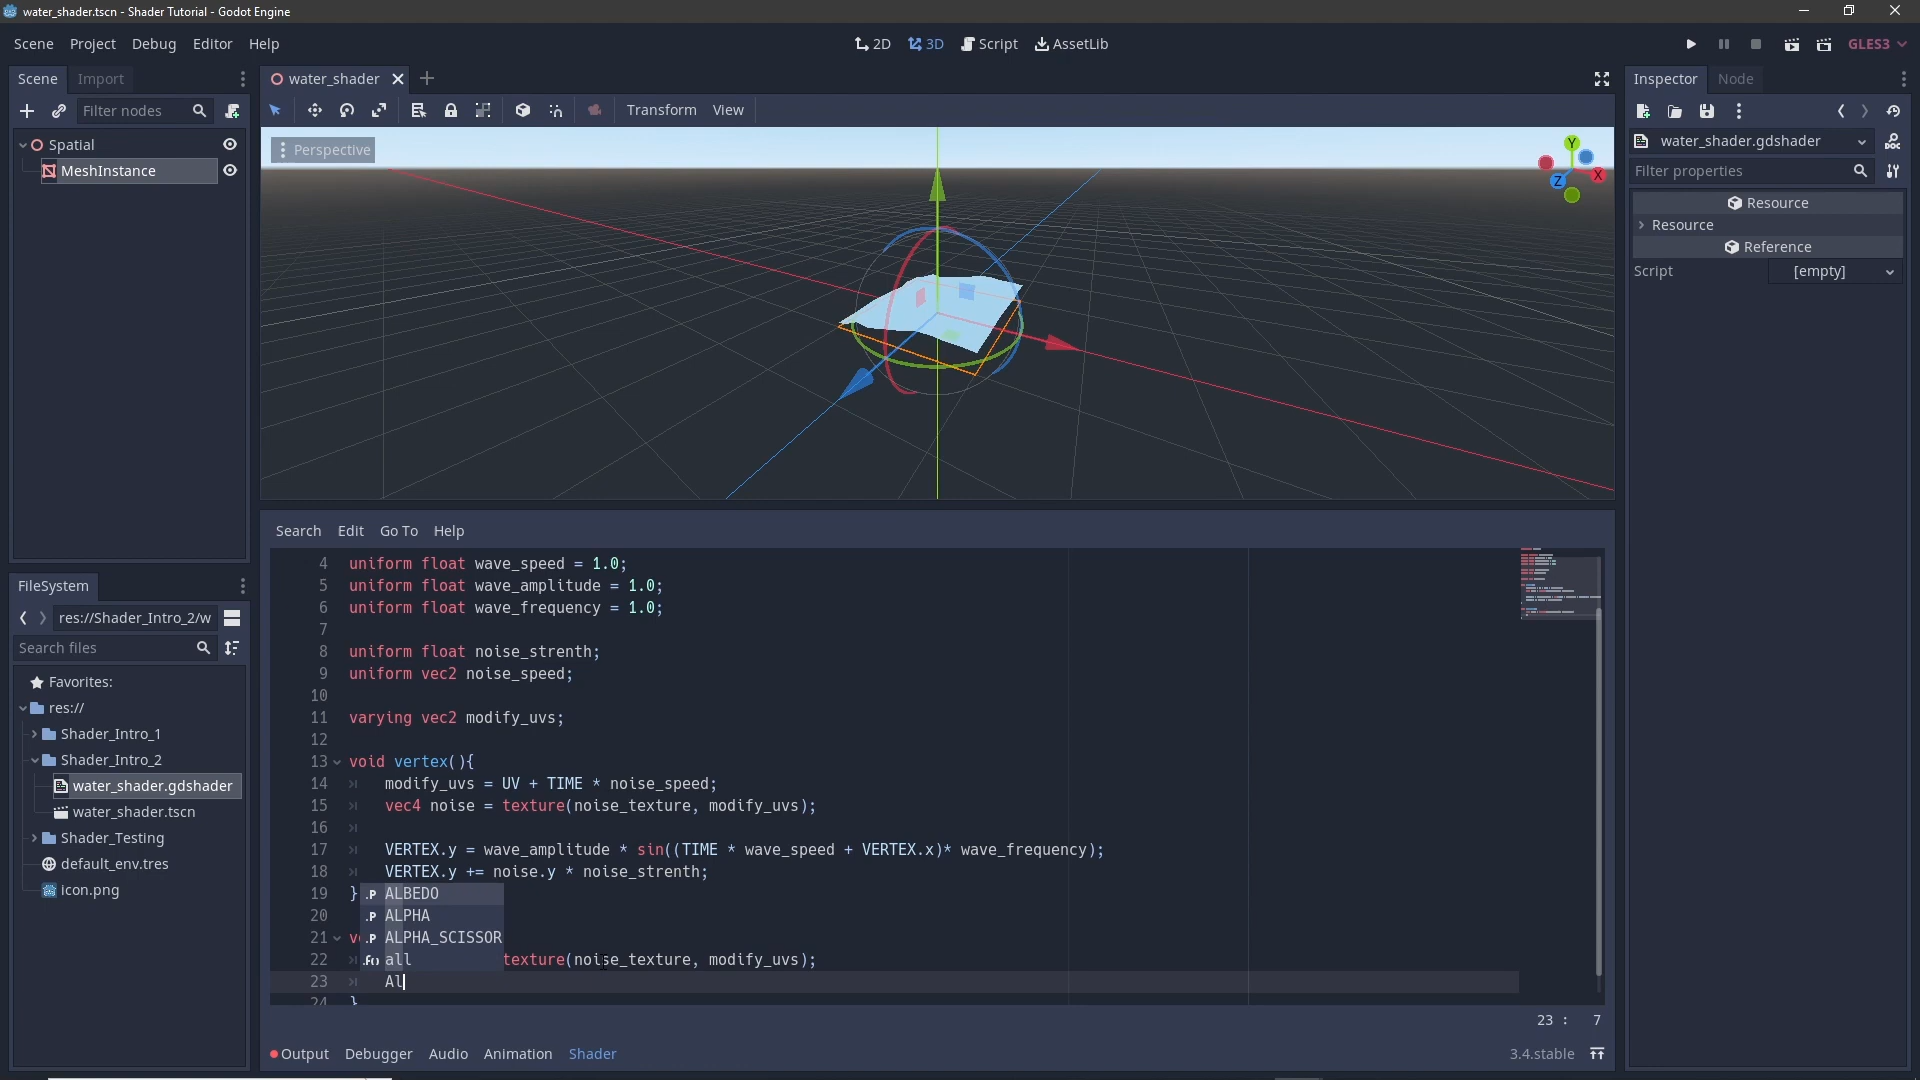 water_shader.tscn - Shader Tutorial - Godot Engine
Scene Project Debug Editor Help
2D 3D Script AssetLib
GLES3
Scene Import
Filter nodes
Spatial
MeshInstance
water_shader
Transform View
Perspective
Y
X
Z
Inspector Node
water_shader.gdshader
Filter properties
Resource
Resource
Reference
Script [empty]
FileSystem
res://Shader_Intro_2/w
Search files
Favorites:
res://
Shader_Intro_1
Shader_Intro_2
water_shader.gdshader
water_shader.tscn
Shader_Testing
default_env.tres
icon.png
Search Edit Go To Help
4 uniform float wave_speed = 1.0;
5 uniform float wave_amplitude = 1.0;
6 uniform float wave_frequency = 1.0;
7
8 uniform float noise_strenth;
9 uniform vec2 noise_speed;
10
11 varying vec2 modify_uvs;
12
13 void vertex(){
14 modify_uvs = UV + TIME * noise_speed;
15 vec4 noise = texture(noise_texture, modify_uvs);
16
17 VERTEX.y = wave_amplitude * sin((TIME * wave_speed + VERTEX.x)* wave_frequency);
18 VERTEX.y += noise.y * noise_strenth;
19 } .P ALBEDO
20 .P ALPHA
21 v .P ALPHA_SCISSOR
22 .f() all texture(noise_texture, modify_uvs);
23 Al
24 }
23 : 7
Output Debugger Audio Animation Shader
3.4.stable